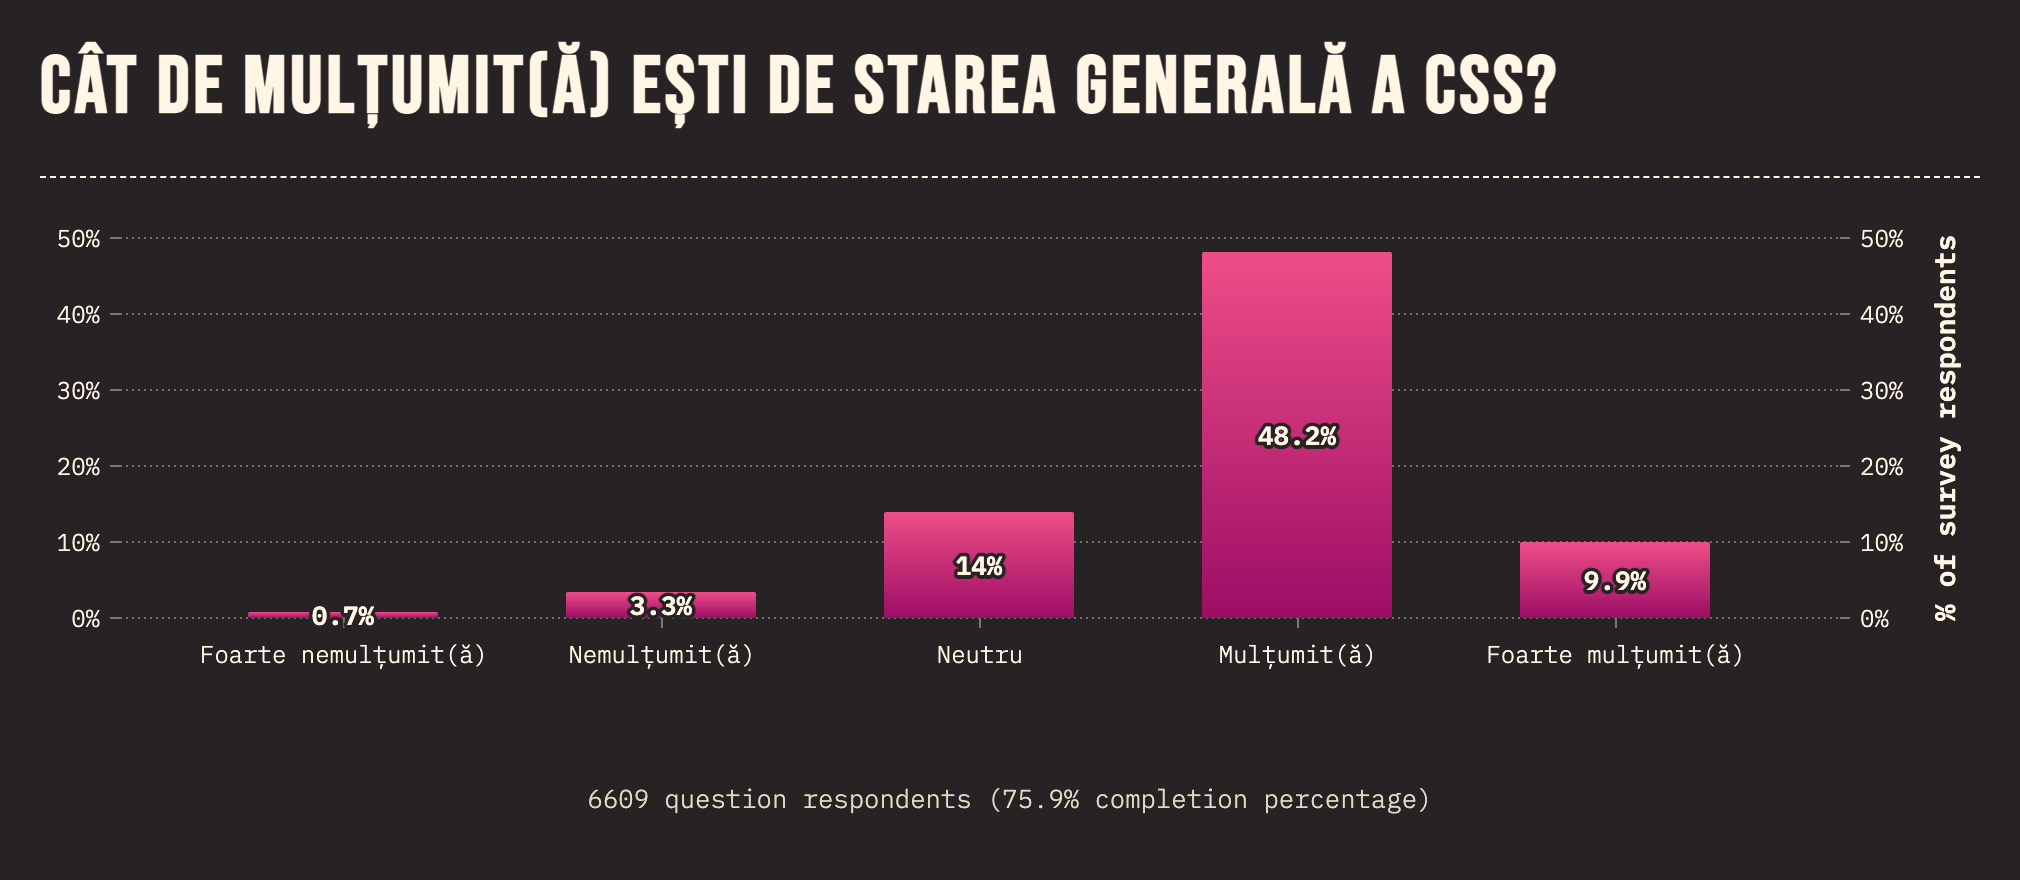 CÂT DE MULȚUMIT(Ă) EȘTI DE STAREA GENERALĂ A CSS?
50%
40%
30%
20%
10%
0%
50%
40%
30%
20%
10%
0%
% of survey respondents
0.7%
3.3%
14%
48.2%
9.9%
Foarte nemulțumit(ă)
Nemulțumit(ă)
Neutru
Mulțumit(ă)
Foarte mulțumit(ă)
6609 question respondents (75.9% completion percentage)